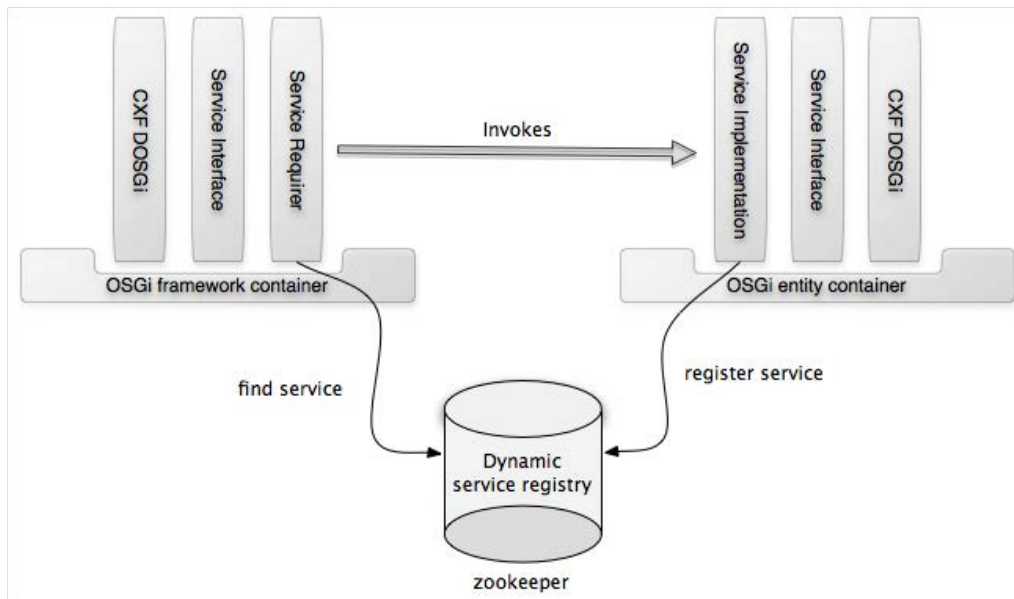 CXF DOSGi
Service Interface
Service Requirer
Invokes
Service Implementation
Service Interface
CXF DOSGi
OSGi framework container
OSGi entity container
find service
register service
Dynamic
service registry
zookeeper